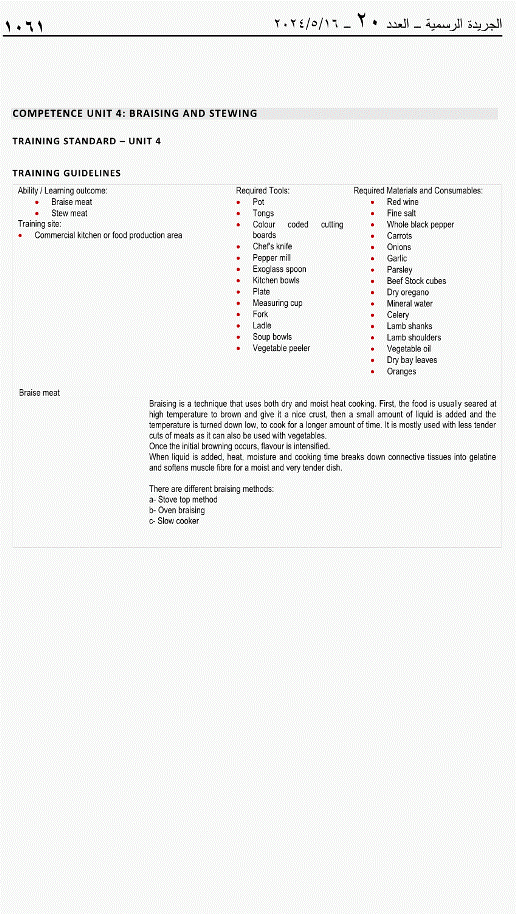 الجريدة الرسمية – العدد ٢٠ – ٢٠٢٤/٥/١٦
١٠٦١
COMPETENCE UNIT 4: BRAISING AND STEWING
TRAINING STANDARD – UNIT 4
TRAINING GUIDELINES
Ability / Learning outcome:
• Braise meat
• Stew meat
Training site:
• Commercial kitchen or food production area
Required Tools:
• Pot
• Tongs
• Colour coded cutting
boards
• Chef's knife
• Pepper mill
• Exoglass spoon
• Kitchen bowls
• Plate
• Measuring cup
• Fork
• Ladle
• Soup bowls
• Vegetable peeler
Required Materials and Consumables:
• Red wine
• Fine salt
• Whole black pepper
• Carrots
• Onions
• Garlic
• Parsley
• Beef Stock cubes
• Dry oregano
• Mineral water
• Celery
• Lamb shanks
• Lamb shoulders
• Vegetable oil
• Dry bay leaves
• Oranges
Braise meat
Braising is a technique that uses both dry and moist heat cooking. First, the food is usually seared at
high temperature to brown and give it a nice crust, then a small amount of liquid is added and the
temperature is turned down low, to cook for a longer amount of time. It is mostly used with less tender
cuts of meats as it can also be used with vegetables.
Once the initial browning occurs, flavour is intensified.
When liquid is added, heat, moisture and cooking time breaks down connective tissues into gelatine
and softens muscle fibre for a moist and very tender dish.
There are different braising methods:
a- Stove top method
b- Oven braising
c- Slow cooker